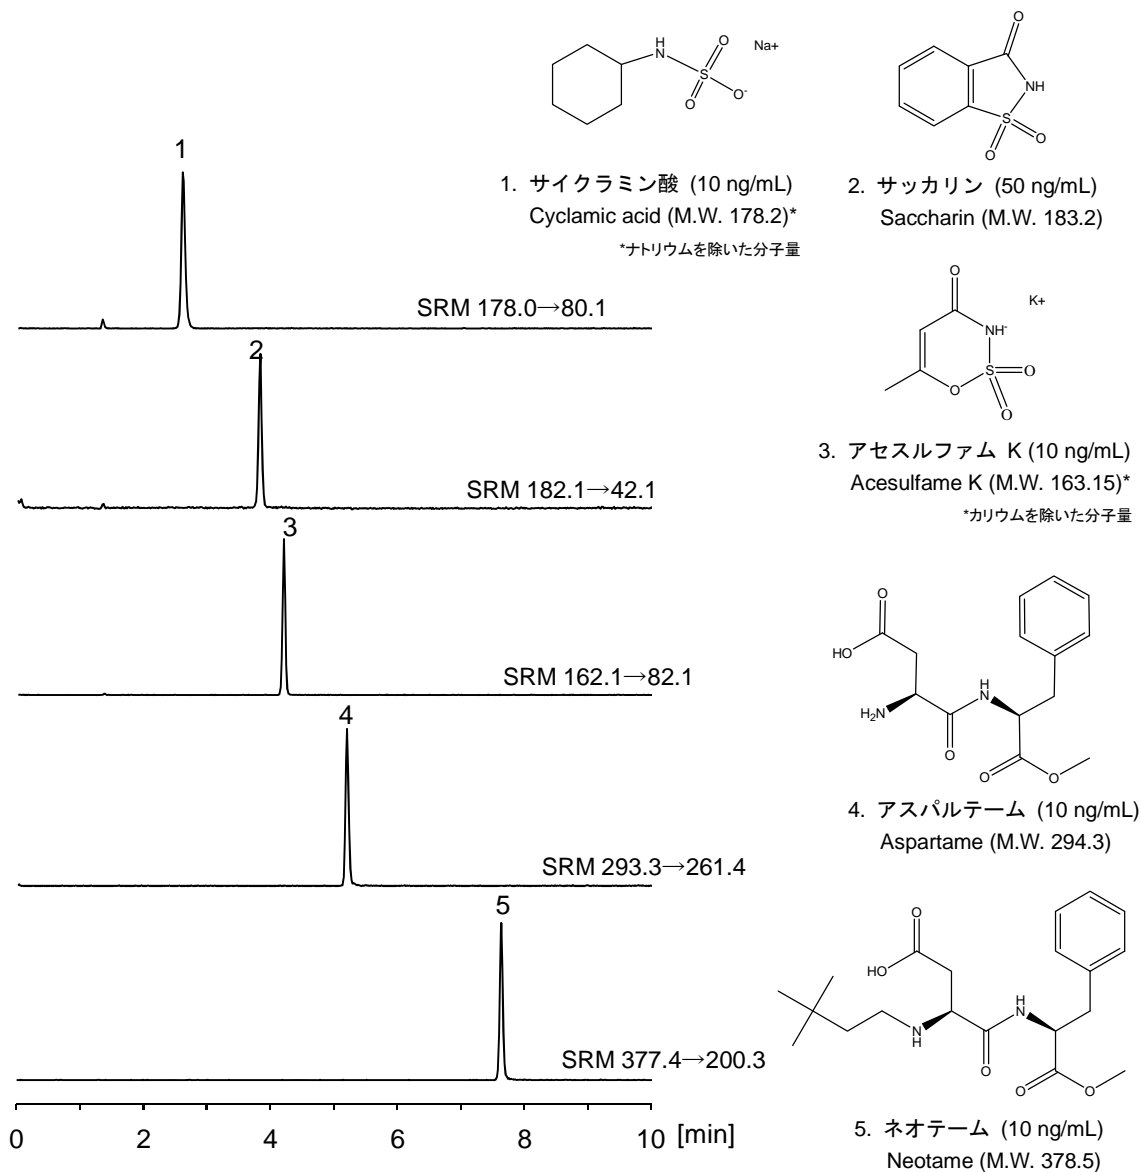 1
SRM 178.0→80.1
2
SRM 182.1→42.1
3
SRM 162.1→82.1
4
SRM 293.3→261.4
5
SRM 377.4→200.3
0 2 4 6 8 10 [min]
H
N
S
O
O
O-
Na+
1. サイクラミン酸 (10 ng/mL)
Cyclamic acid (M.W. 178.2)*
*ナトリウムを除いた分子量
O
NH
S
O
O
2. サッカリン (50 ng/mL)
Saccharin (M.W. 183.2)
O
K+
NH-
S
O
O
O
3. アセスルファム K (10 ng/mL)
Acesulfame K (M.W. 163.15)*
*カリウムを除いた分子量
O
HO
H
N
H2N
O
O
O
4. アスパルテーム (10 ng/mL)
Aspartame (M.W. 294.3)
O
HO
H
N
N
H
O
O
O
5. ネオテーム (10 ng/mL)
Neotame (M.W. 378.5)